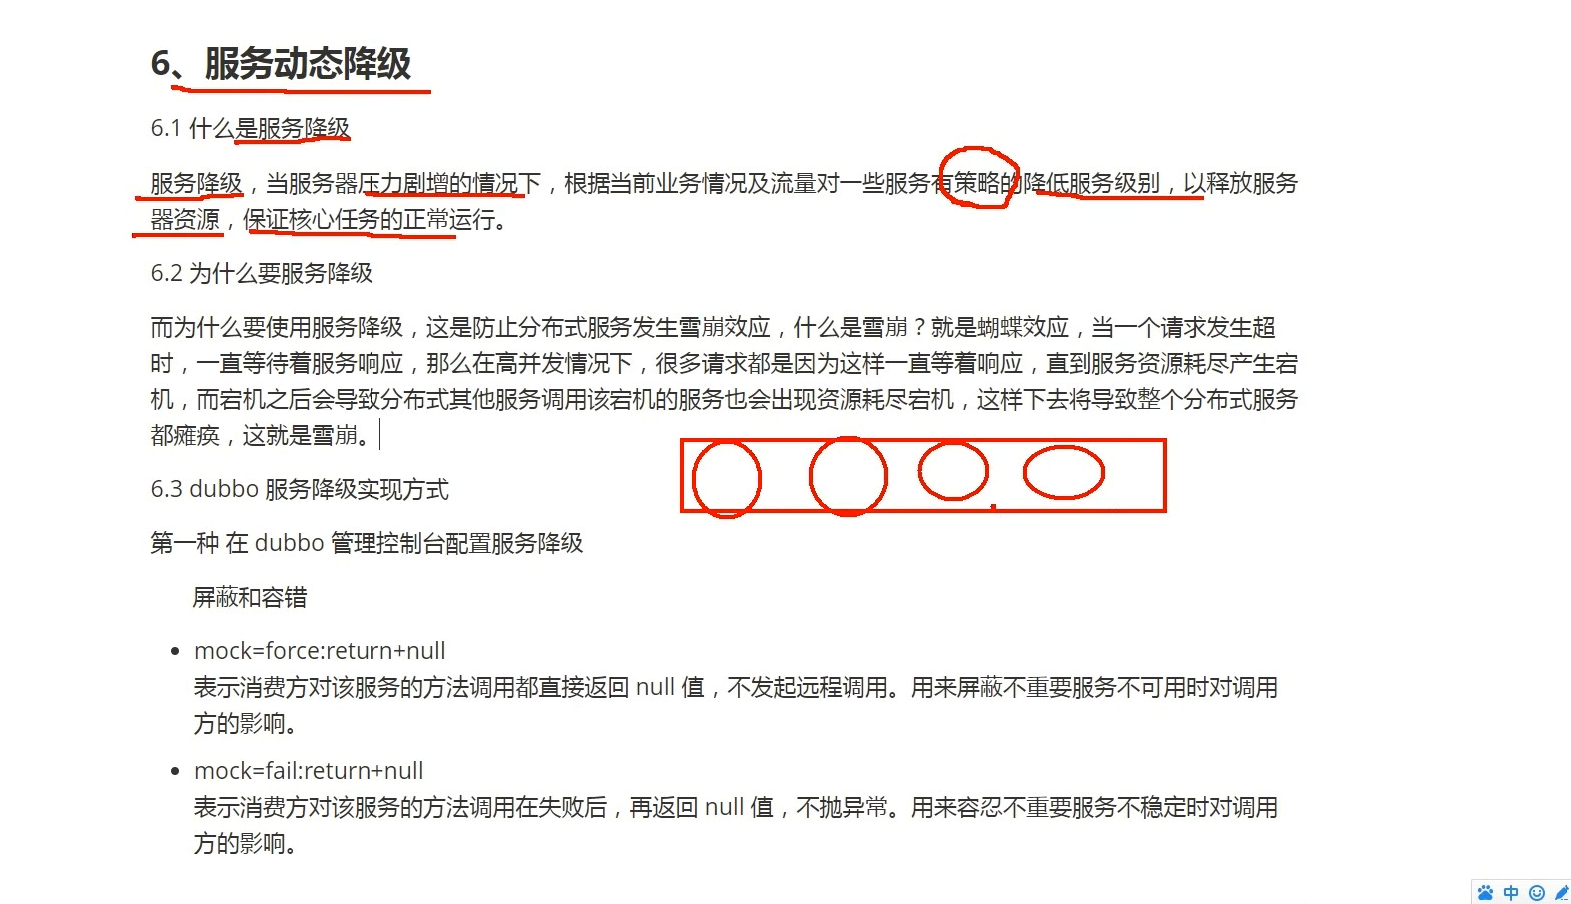 6、服务动态降级
6.1 什么是服务降级
服务降级，当服务器压力剧增的情况下，根据当前业务情况及流量对一些服务有策略的降低服务级别，以释放服务
器资源，保证核心任务的正常运行。
6.2 为什么要服务降级
而为什么要使用服务降级，这是防止分布式服务发生雪崩效应，什么是雪崩？就是蝴蝶效应，当一个请求发生超
时，一直等待着服务响应，那么在高并发情况下，很多请求都是因为这样一直等着响应，直到服务资源耗尽产生宕
机，而宕机之后会导致分布式其他服务调用该宕机的服务也会出现资源耗尽宕机，这样下去将导致整个分布式服务
都瘫痪，这就是雪崩。
6.3 dubbo 服务降级实现方式
第一种 在 dubbo 管理控制台配置服务降级
屏蔽和容错
• mock=force:return+null
表示消费方对该服务的方法调用都直接返回 null 值，不发起远程调用。用来屏蔽不重要服务不可用时对调用
方的影响。
• mock=fail:return+null
表示消费方对该服务的方法调用在失败后，再返回 null 值，不抛异常。用来容忍不重要服务不稳定时对调用
方的影响。
中